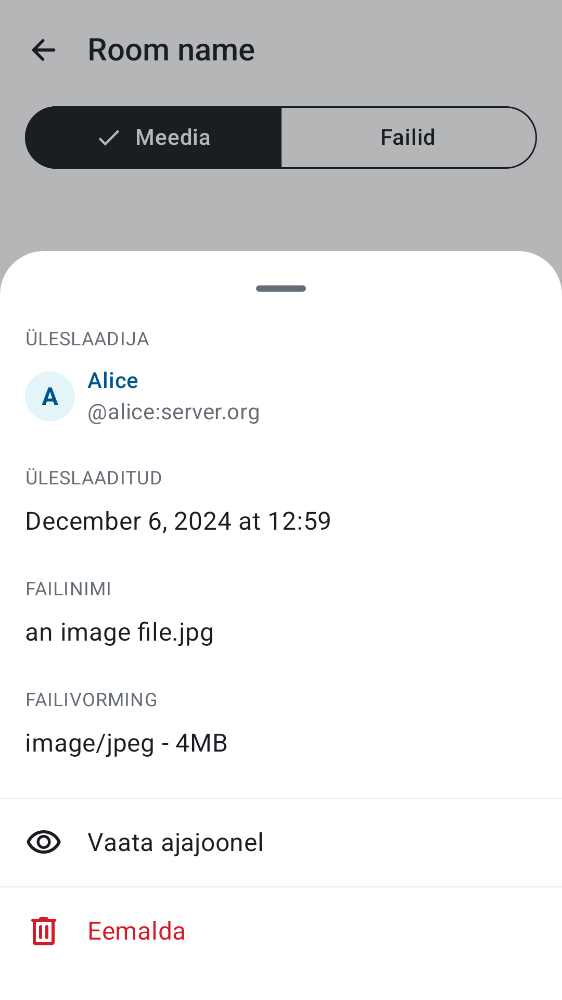 Room name
Meedia
Failid
ÜLESLAADIJA
A
Alice
@alice:server.org
ÜLESLAADITUD
December 6, 2024 at 12:59
FAILINIMI
an image file.jpg
FAILIVORMING
image/jpeg - 4MB
Vaata ajajoonel
Eemalda